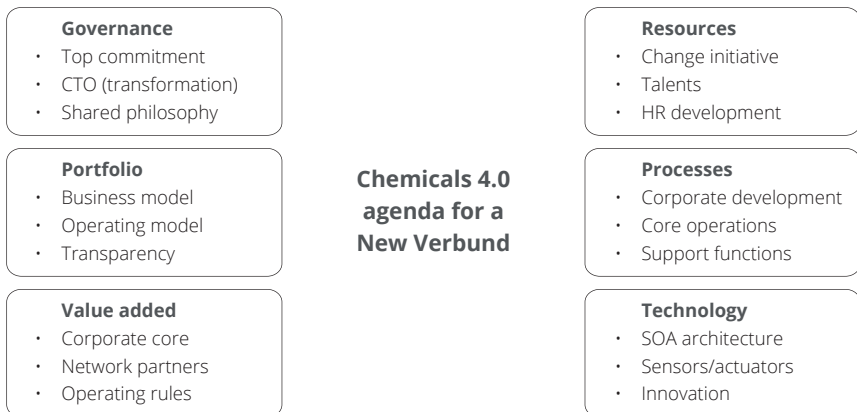 Governance
• Top commitment
• CTO (transformation)
• Shared philosophy
Portfolio
• Business model
• Operating model
• Transparency
Value added
• Corporate core
• Network partners
• Operating rules
Chemicals 4.0
agenda for a
New Verbund
Resources
• Change initiative
• Talents
• HR development
Processes
• Corporate development
• Core operations
• Support functions
Technology
• SOA architecture
• Sensors/actuators
• Innovation